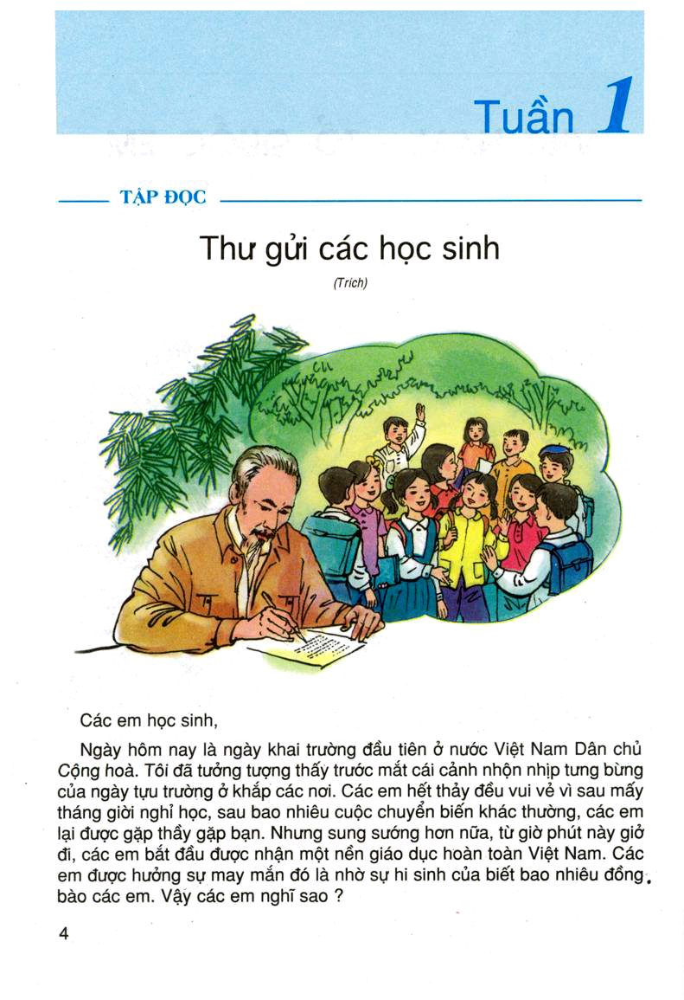 Tuần 1
TẬP ĐỌC
Thư gửi các học sinh
(Trích)
Các em học sinh,
Ngày hôm nay là ngày khai trường đầu tiên ở nước Việt Nam Dân chủ
Cộng hoà. Tôi đã tưởng tượng thấy trước mắt cái cảnh nhộn nhịp tưng bừng
của ngày tựu trường ở khắp các nơi. Các em hết thảy đều vui vẻ vì sau mấy
tháng giời nghỉ học, sau bao nhiêu cuộc chuyển biến khác thường, các em
lại được gặp thầy gặp bạn. Nhưng sung sướng hơn nữa, từ giờ phút này giở
đi, các em bắt đầu được nhận một nền giáo dục hoàn toàn Việt Nam. Các
em được hưởng sự may mắn đó là nhờ sự hi sinh của biết bao nhiêu đồng
bào các em. Vậy các em nghĩ sao ?
4